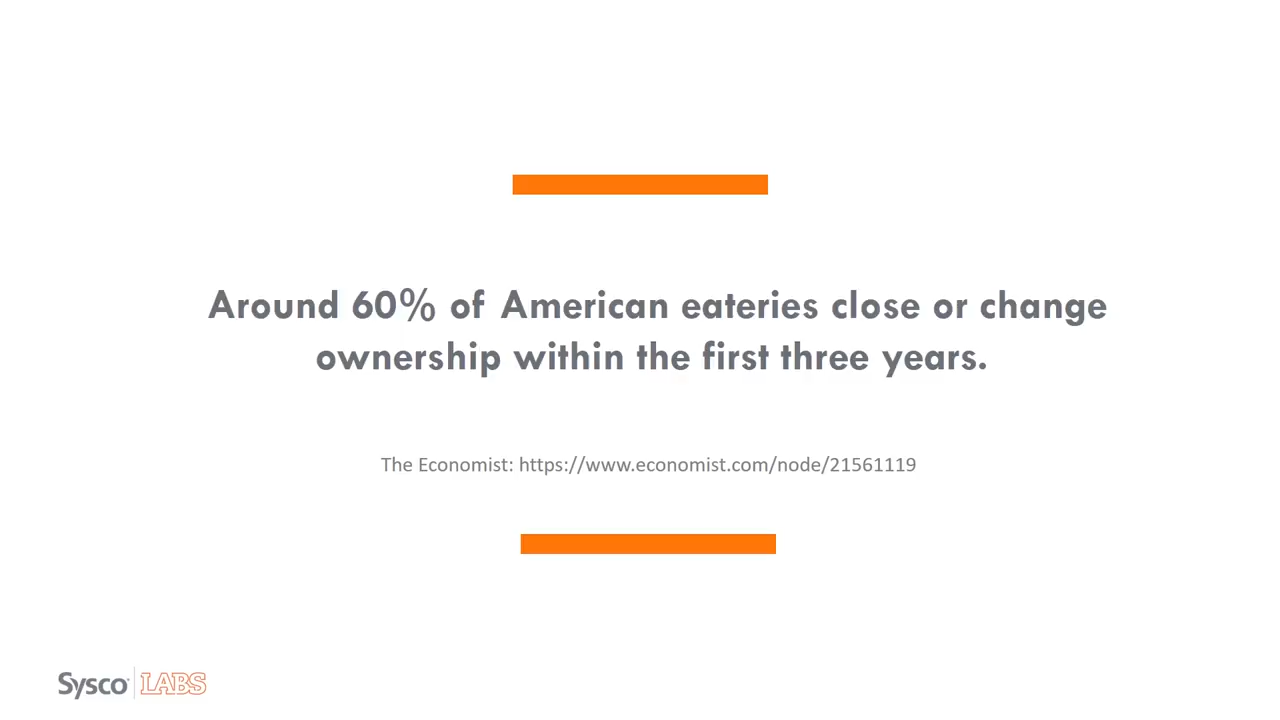 Around 60% of American eateries close or change
ownership within the first three years.
The Economist: https://www.economist.com/node/21561119
Sysco LABS